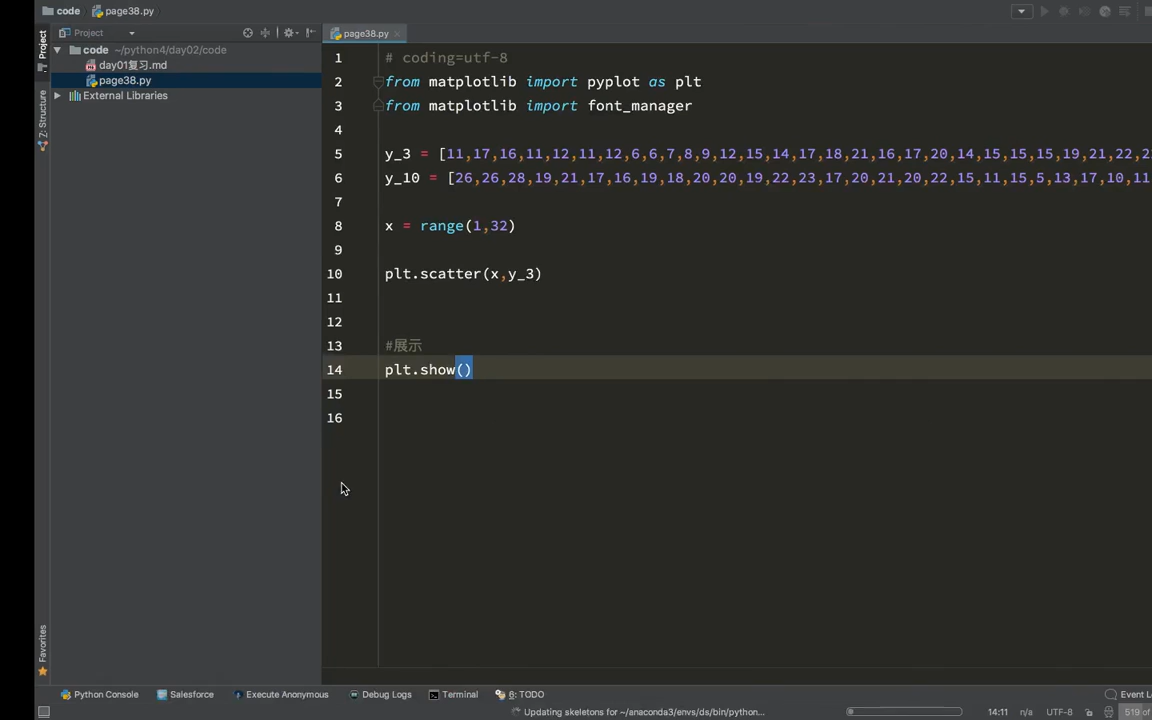 code page38.py
Project
page38.py
code ~/python4/day02/code
day01复习.md
page38.py
External Libraries
Project
7: Structure
Favorites
1 # coding=utf-8
2 from matplotlib import pyplot as plt
3 from matplotlib import font_manager
4
5 y_3 = [11,17,16,11,12,11,12,6,6,7,8,9,12,15,14,17,18,21,16,17,20,14,15,15,15,19,21,22,2
6 y_10 = [26,26,28,19,21,17,16,19,18,20,20,19,22,23,17,20,21,20,22,15,11,15,5,13,17,10,11
7
8 x = range(1,32)
9
10 plt.scatter(x,y_3)
11
12
13 #展示
14 plt.show()
15
16
Python Console Salesforce Execute Anonymous Debug Logs Terminal 6: TODO Event L
Updating skeletons for ~/anaconda3/envs/ds/bin/python... 14:11 n/a UTF-8 519 of